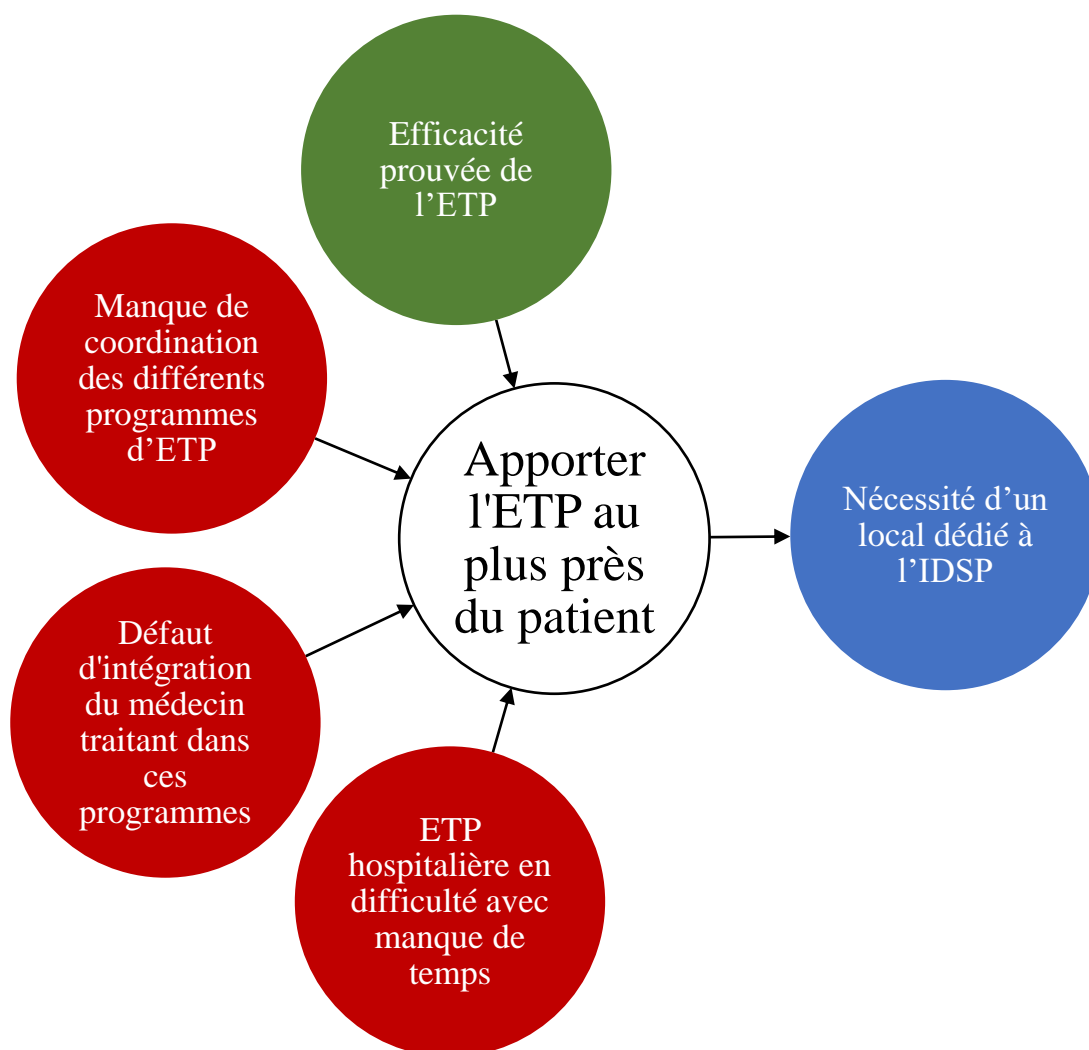 Efficacité
prouvée de
l’ETP
Manque de
coordination
des différents
programmes
d’ETP
Apporter
l'ETP au
plus près
du patient
Nécessité d’un
local dédié à
l’IDSP
Défaut
d'intégration
du médecin
traitant dans
ces
programmes
ETP
hospitalière en
difficulté avec
manque de
temps